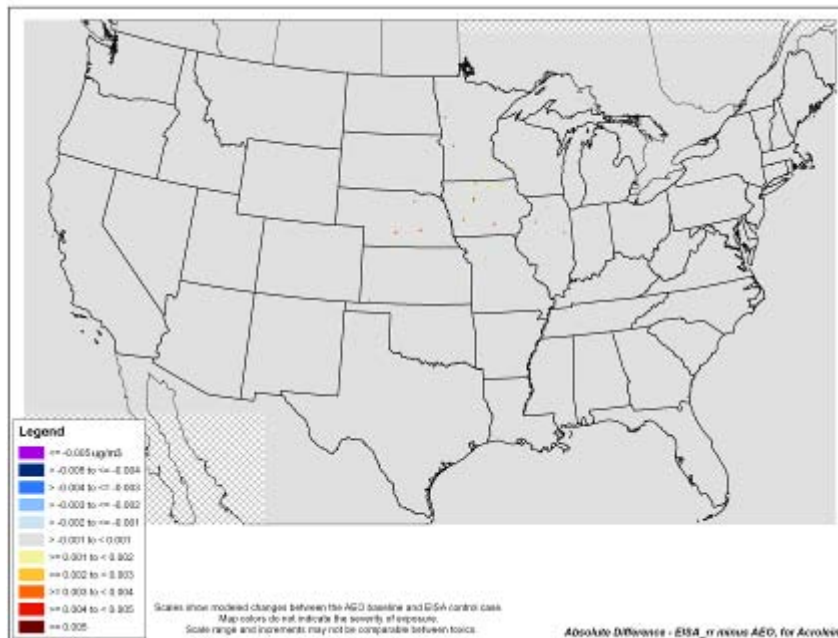 Legend
<= -0.005 ug/m3
> -0.005 to <= -0.004
> -0.004 to <= -0.003
> -0.003 to <= -0.002
> -0.002 to <= -0.001
> -0.001 to < 0.001
>= 0.001 to < 0.002
>= 0.002 to < 0.003
>= 0.003 to < 0.004
>= 0.004 to < 0.005
>= 0.005
Scales show modeled changes between the AEO baseline and EISA control case.
Map colors do not indicate the severity of exposure.
Scale range and increments may not be comparable between toxics.
Absolute Difference - EISA_rr minus AEO, for Acrolein